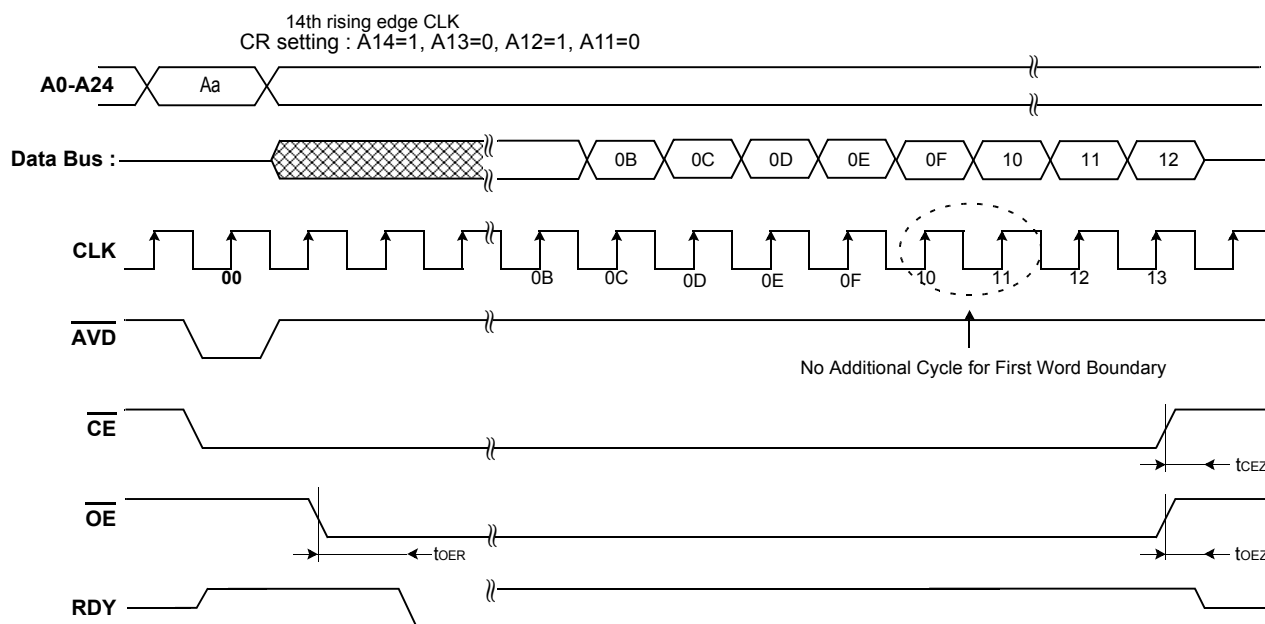 14th rising edge CLK
CR setting : A14=1, A13=0, A12=1, A11=0
A0-A24
Aa
Data Bus :
0B 0C 0D 0E 0F 10 11 12
CLK
00 0B 0C 0D 0E 0F 10 11 12 13
AVD
No Additional Cycle for First Word Boundary
CE
tCEZ
OE
tOER
tOEZ
RDY